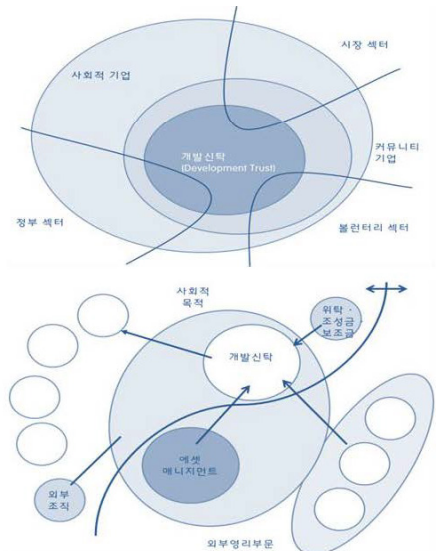 시장 섹터
사회적 기업
커뮤니티
기업
개발신탁
(Development Trust)
정부 섹터
볼런터리 섹터
사회적
목적
위탁·
조성금
보조금
개발신탁
에셋
매니지먼트
외부
조직
외부영리부문